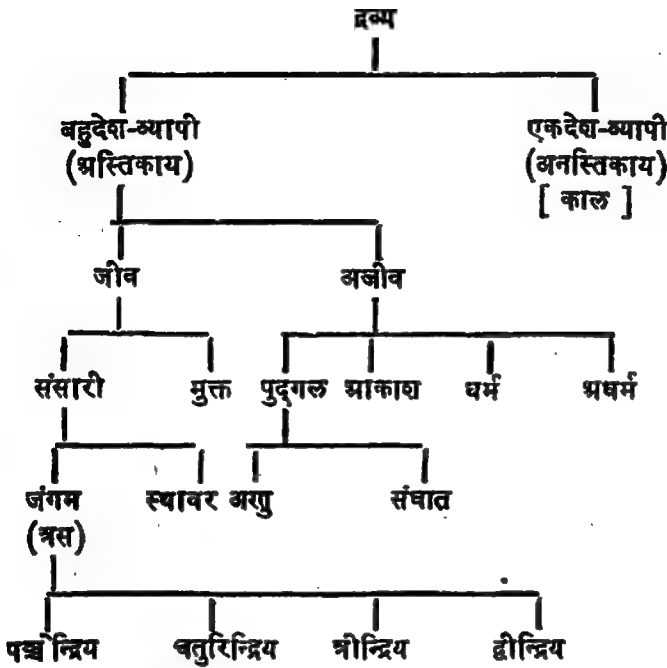 द्रव्य
बहुदेश-व्यापी एकदेश-व्यापी
(अस्तिकाय) (अनस्तिकाय)
[ काल ]
जीव अजीव
संसारी मुक्त पुद्गल आकाश धर्म अधर्म
जंगम स्थावर अणु संघात
(त्रस)
पञ्चेन्द्रिय चतुरिन्द्रिय त्रीन्द्रिय द्वीन्द्रिय